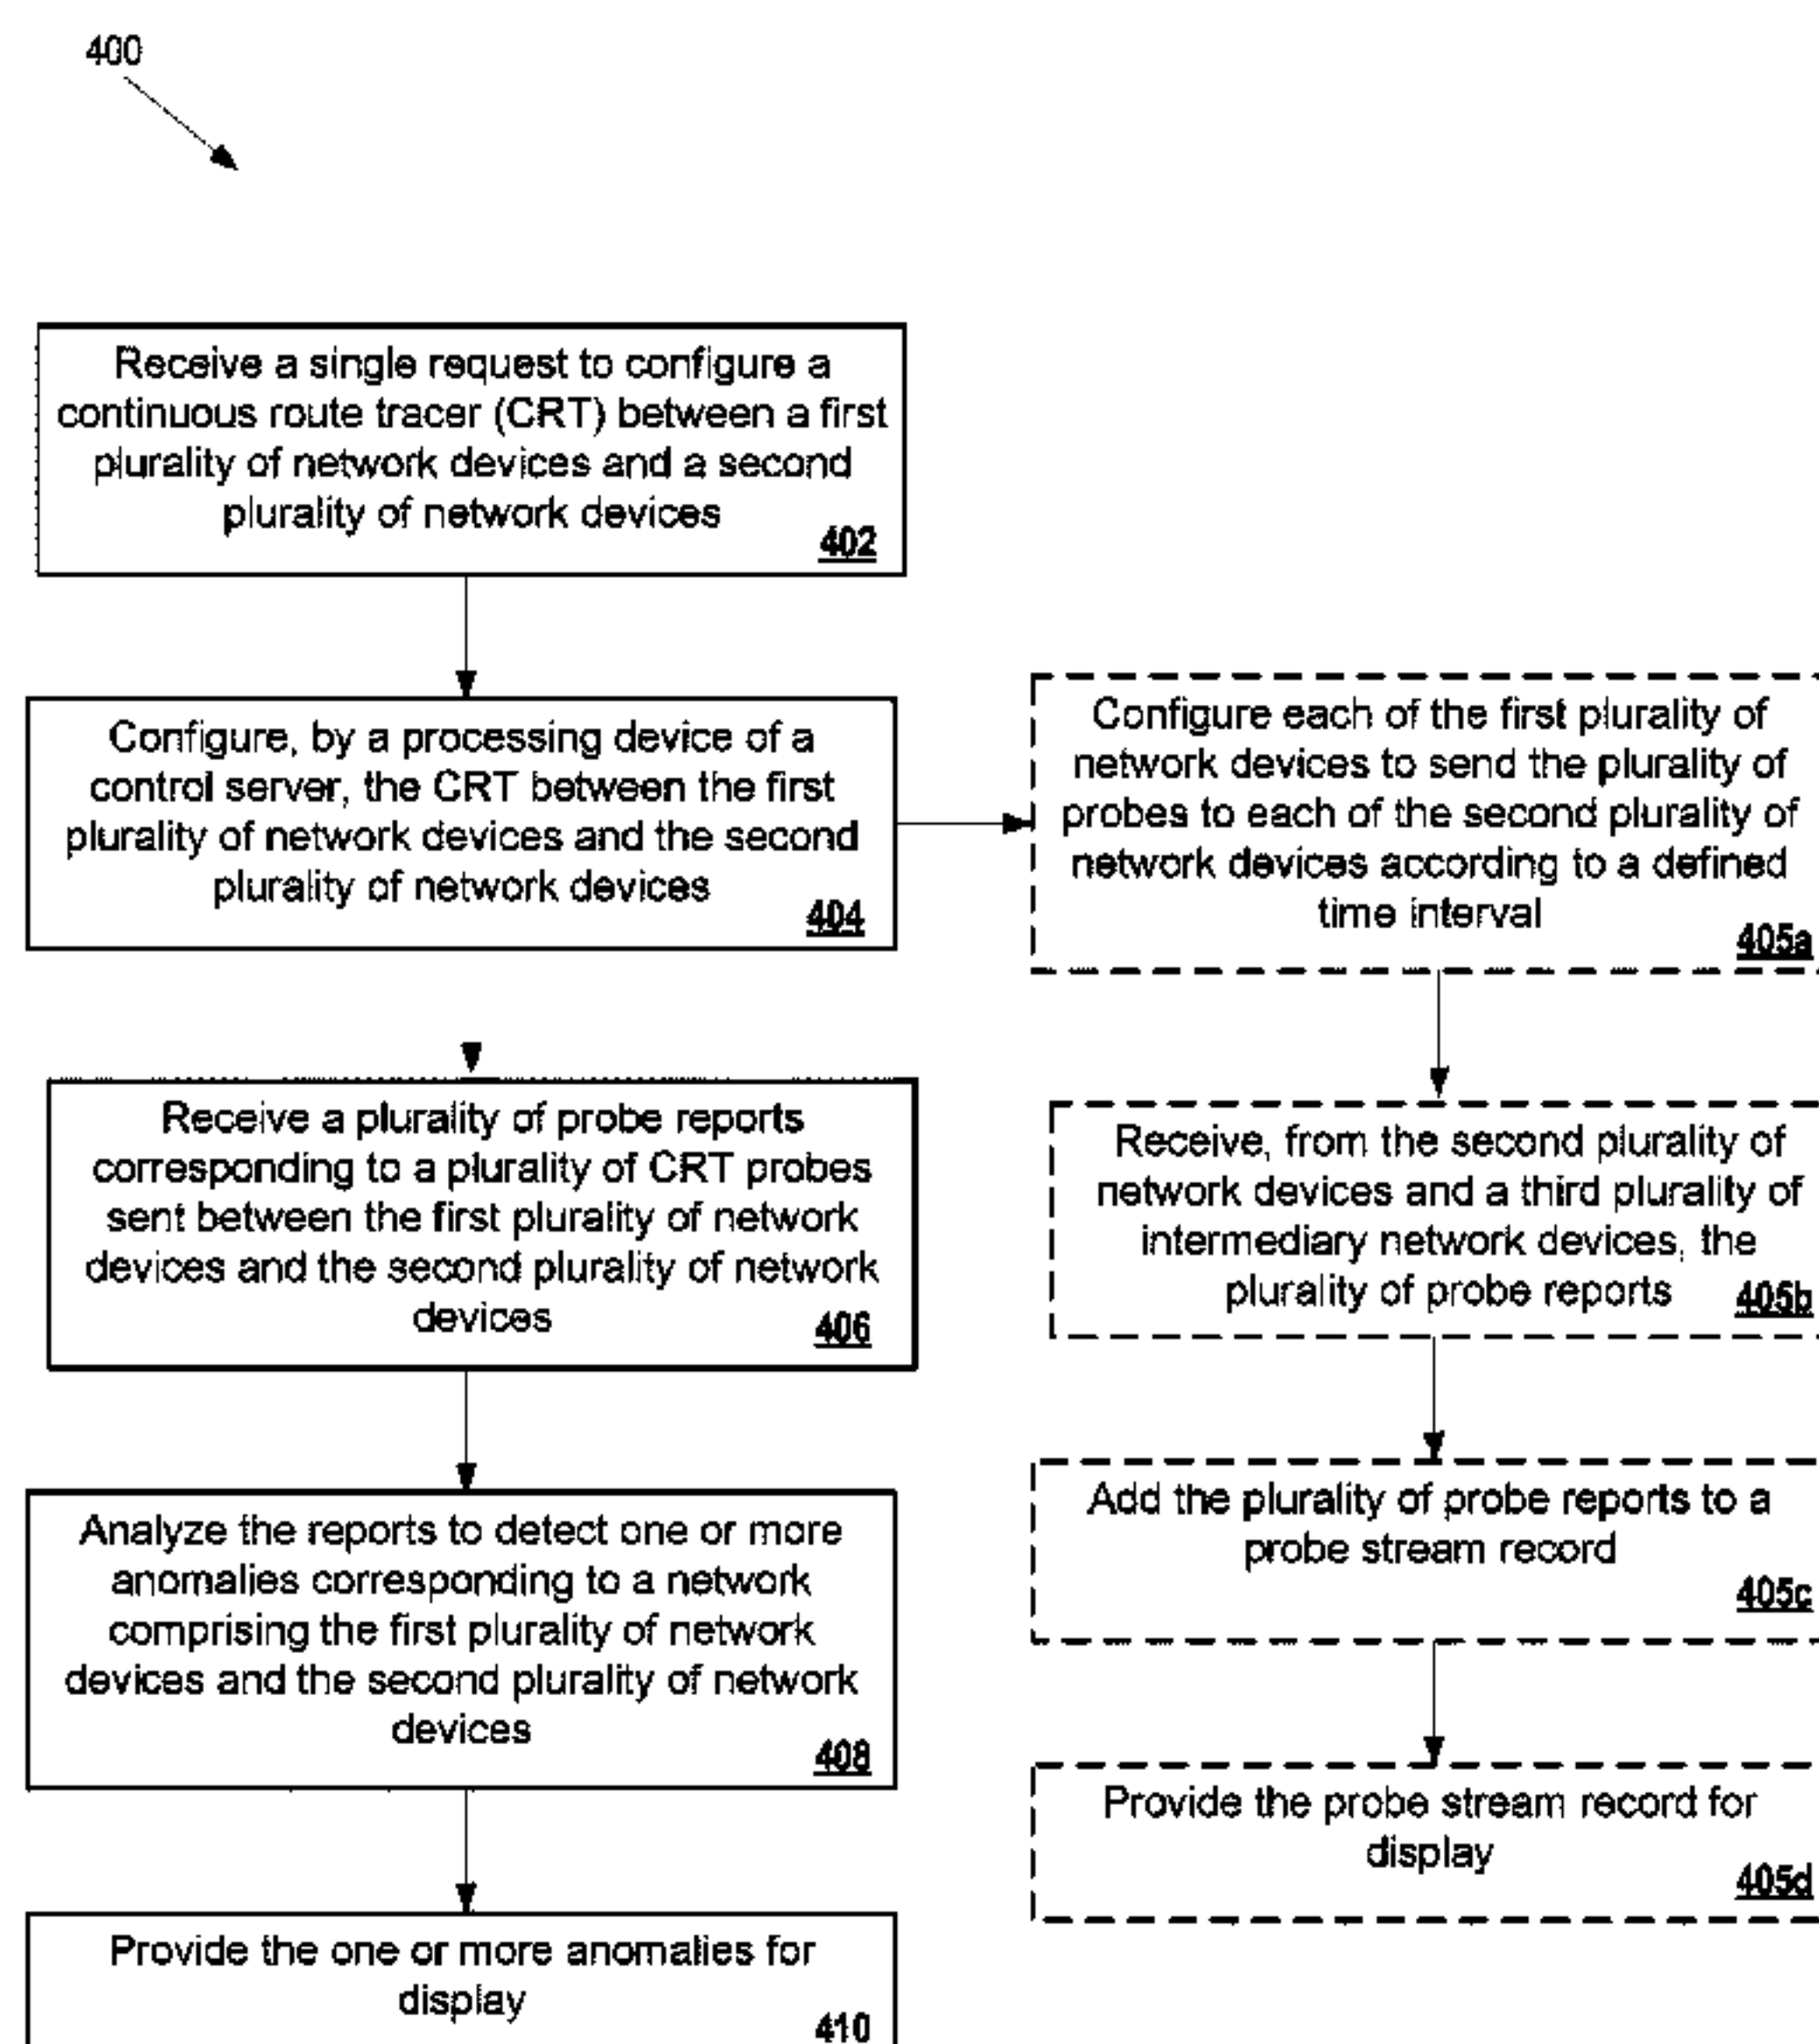 400
Receive a single request to configure a
continuous route tracer (CRT) between a first
plurality of network devices and a second
plurality of network devices
402
Configure, by a processing device of a
control server, the CRT between the first
plurality of network devices and the second
plurality of network devices
404
Configure each of the first plurality of
network devices to send the plurality of
probes to each of the second plurality of
network devices according to a defined
time interval
405a
Receive, from the second plurality of
network devices and a third plurality of
intermediary network devices, the
plurality of probe reports
405b
Add the plurality of probe reports to a
probe stream record
405c
Provide the probe stream record for
display
405d
Receive a plurality of probe reports
corresponding to a plurality of CRT probes
sent between the first plurality of network
devices and the second plurality of network
devices
406
Analyze the reports to detect one or more
anomalies corresponding to a network
comprising the first plurality of network
devices and the second plurality of network
devices
408
Provide the one or more anomalies for
display
410